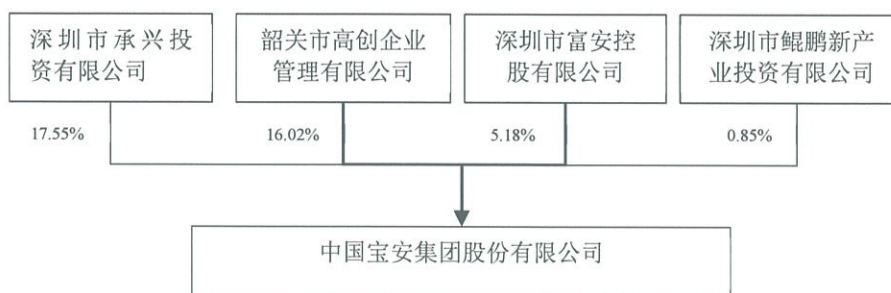 深圳市承兴投
资有限公司
韶关市高创企业
管理有限公司
深圳市富安控
股有限公司
深圳市鲲鹏新产
业投资有限公司
17.55%
16.02%
5.18%
0.85%
中国宝安集团股份有限公司